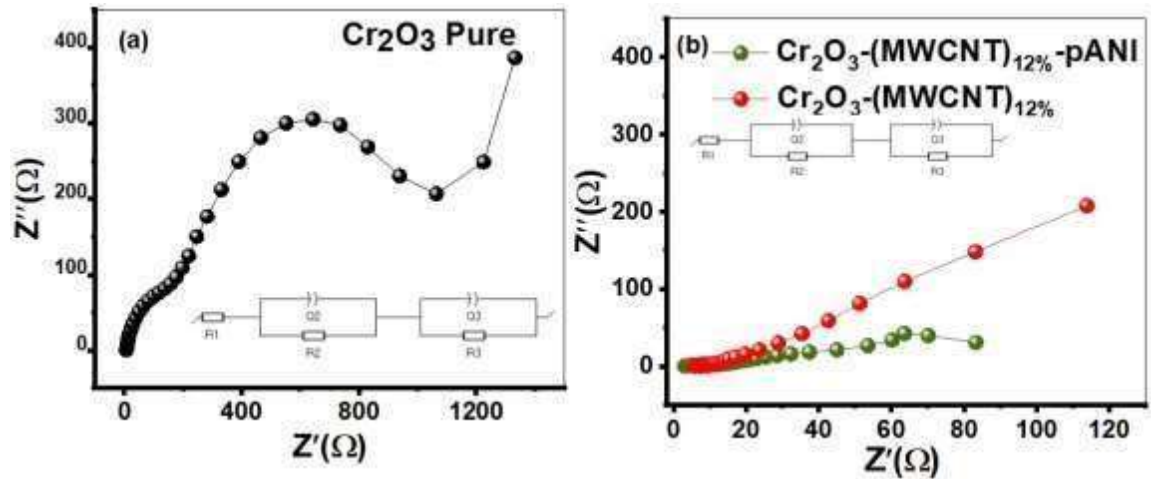 (a)
Cr₂O₃ Pure
400
300
200
100
0
Z''(Ω)
0
400
800
1200
Z'(Ω)
R1
Q2
R2
Q3
R3
(b)
Cr₂O₃-(MWCNT)₁₂%-pANI
Cr₂O₃-(MWCNT)₁₂%
400
300
200
100
0
Z''(Ω)
0
20
40
60
80
100
120
Z'(Ω)
R1
Q2
R2
Q3
R3